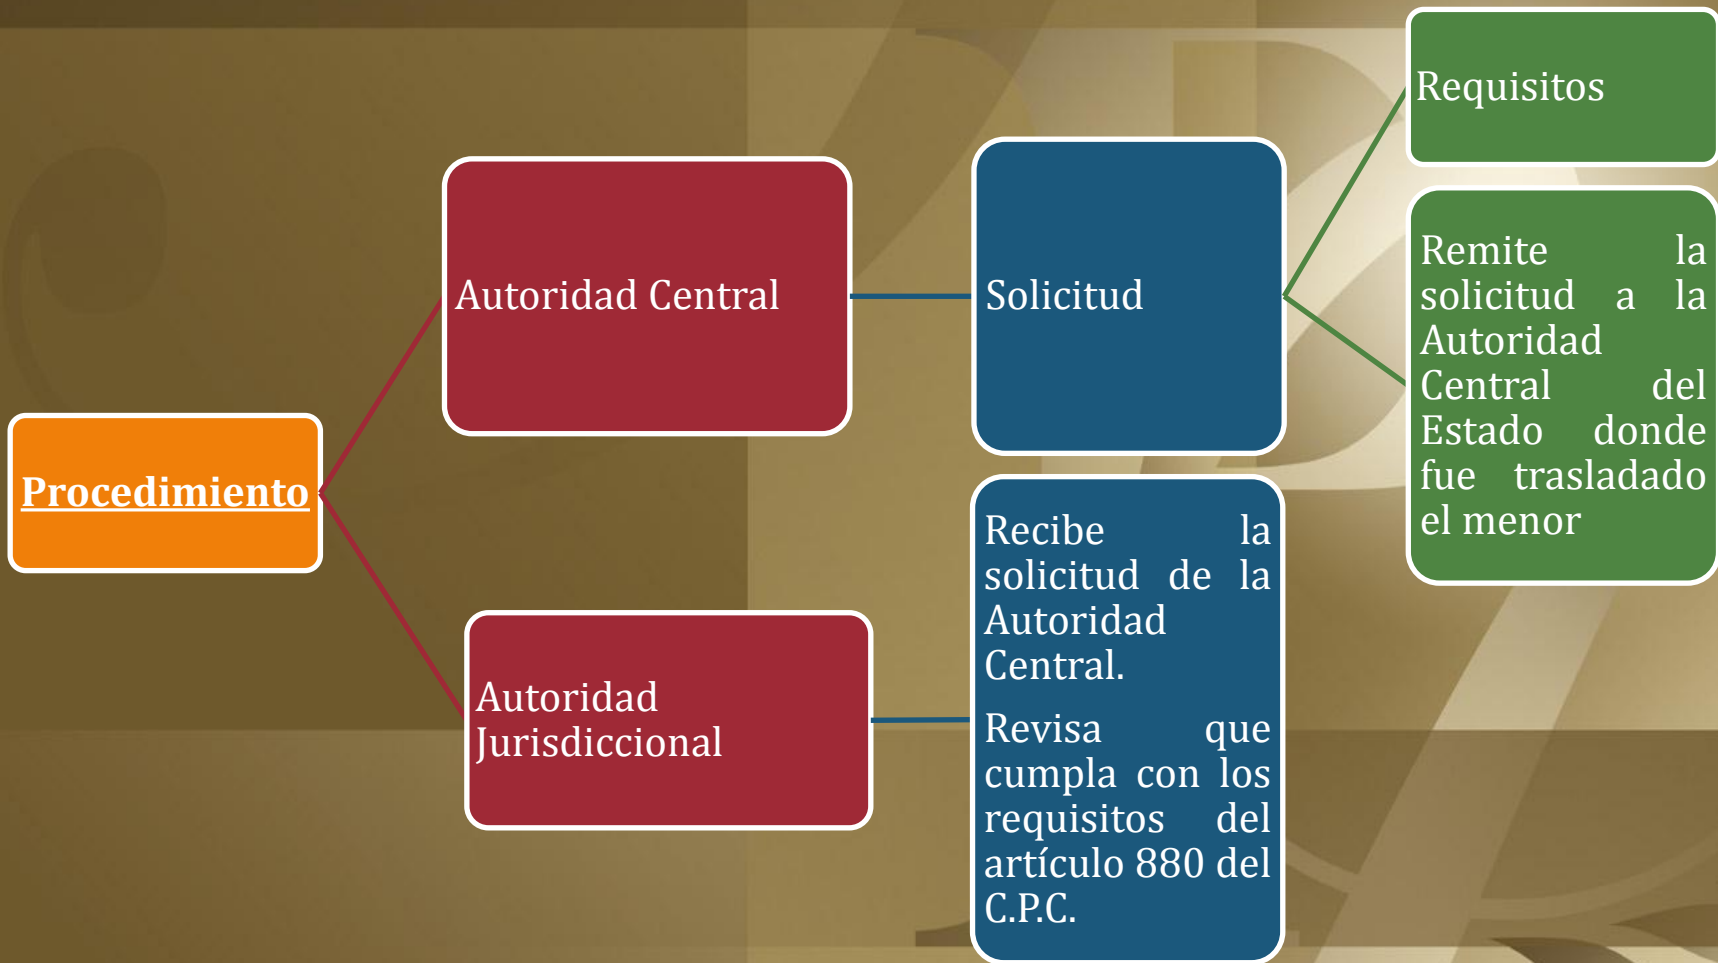 Procedimiento
Autoridad Central
Solicitud
Requisitos
Remite la
solicitud a la
Autoridad
Central del
Estado donde
fue trasladado
el menor
Autoridad
Jurisdiccional
Recibe la
solicitud de la
Autoridad
Central.
Revisa que
cumpla con los
requisitos del
artículo 880 del
C.P.C.